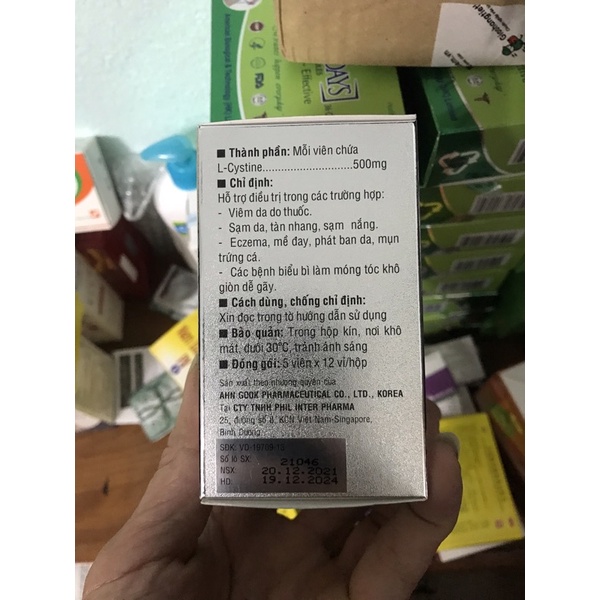 DAYS
Effective
FDA
■ Thành phần: Mỗi viên chứa
L-Cystine.............................500mg
■ Chỉ định:
Hỗ trợ điều trị trong các trường hợp:
- Viêm da do thuốc.
- Sạm da, tàn nhang, sạm nắng.
- Eczema, mề đay, phát ban da, mụn
trứng cá.
- Các bệnh biểu bì làm móng tóc khô
giòn dễ gãy.
■ Cách dùng, chống chỉ định:
Xin đọc trong tờ hướng dẫn sử dụng
■ Bảo quản: Trong hộp kín, nơi khô
mát, dưới 30°C, tránh ánh sáng
■ Đóng gói: 5 viên x 12 vỉ/hộp
Sản xuất theo nhượng quyền của
AHN GOOK PHARMACEUTICAL CO., LTD., KOREA
Tại CTY TNHH PHIL INTER PHARMA
25, đường số 8, KCN Việt Nam-Singapore,
Bình Dương.
Số lô SX: 21046
NSX: 20.12.2021
HD: 19.12.2024